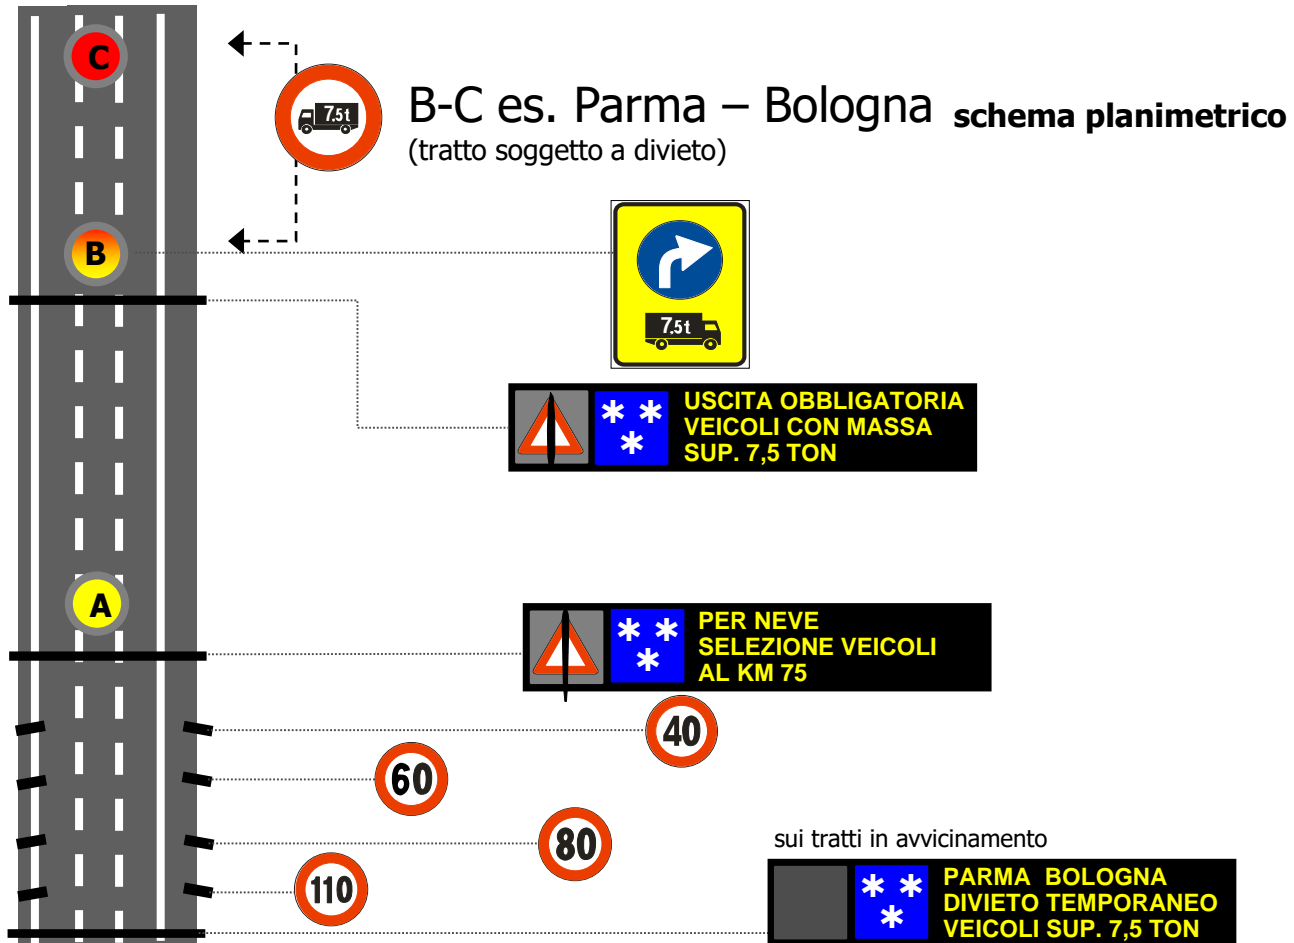 C
7.5t
B-C es. Parma – Bologna schema planimetrico
(tratto soggetto a divieto)
B
7.5t
USCITA OBBLIGATORIA
VEICOLI CON MASSA
SUP. 7,5 TON
A
PER NEVE
SELEZIONE VEICOLI
AL KM 75
40
60
80
110
sui tratti in avvicinamento
PARMA BOLOGNA
DIVIETO TEMPORANEO
VEICOLI SUP. 7,5 TON